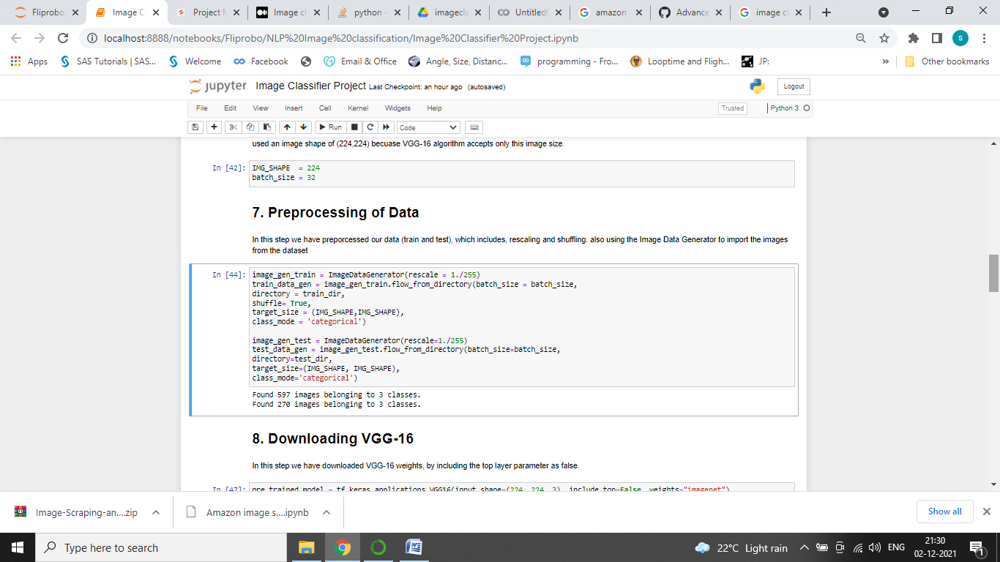 Fliprobo,
Image C
Project M
Image cl
python -
imagecla
Untitled
amazon
Advance
image cl
localhost:8888/notebooks/Fliprobo/NLP%20Image%20classification/Image%20Classifier%20Project.ipynb
S
Apps
SAS Tutorials | SAS...
Welcome
Facebook
Email & Office
Angle, Size, Distanc...
programming - Fro...
Looptime and Fligh...
JP:
»
Other bookmarks
jupyter Image Classifier Project Last Checkpoint: an hour ago (autosaved)
Logout
File Edit View Insert Cell Kernel Widgets Help
Trusted
Python 3
Run
Code
used an image shape of (224,224) becuase VGG-16 algorithm accepts only this image size.
In [42]: IMG_SHAPE = 224
batch_size = 32
7. Preprocessing of Data
In this step we have preporcessed our data (train and test), which includes, rescaling and shuffling. also using the Image Data Generator to import the images
from the dataset
In [44]: image_gen_train = ImageDataGenerator(rescale = 1./255)
train_data_gen = image_gen_train.flow_from_directory(batch_size = batch_size,
directory = train_dir,
shuffle= True,
target_size = (IMG_SHAPE,IMG_SHAPE),
class_mode = 'categorical')
image_gen_test = ImageDataGenerator(rescale=1./255)
test_data_gen = image_gen_test.flow_from_directory(batch_size=batch_size,
directory=test_dir,
target_size=(IMG_SHAPE, IMG_SHAPE),
class_mode='categorical')
Found 597 images belonging to 3 classes.
Found 270 images belonging to 3 classes.
8. Downloading VGG-16
In this step we have downloaded VGG-16 weights, by including the top layer parameter as false.
In [47]: pre_trained_model = tf.keras.applications.VGG16(input_shape=(224, 224, 3), include_top=False, weights="imagenet")
Image-Scraping-an....zip
Amazon image s....ipynb
Show all
Type here to search
22°C Light rain
ENG
21:30
02-12-2021
1